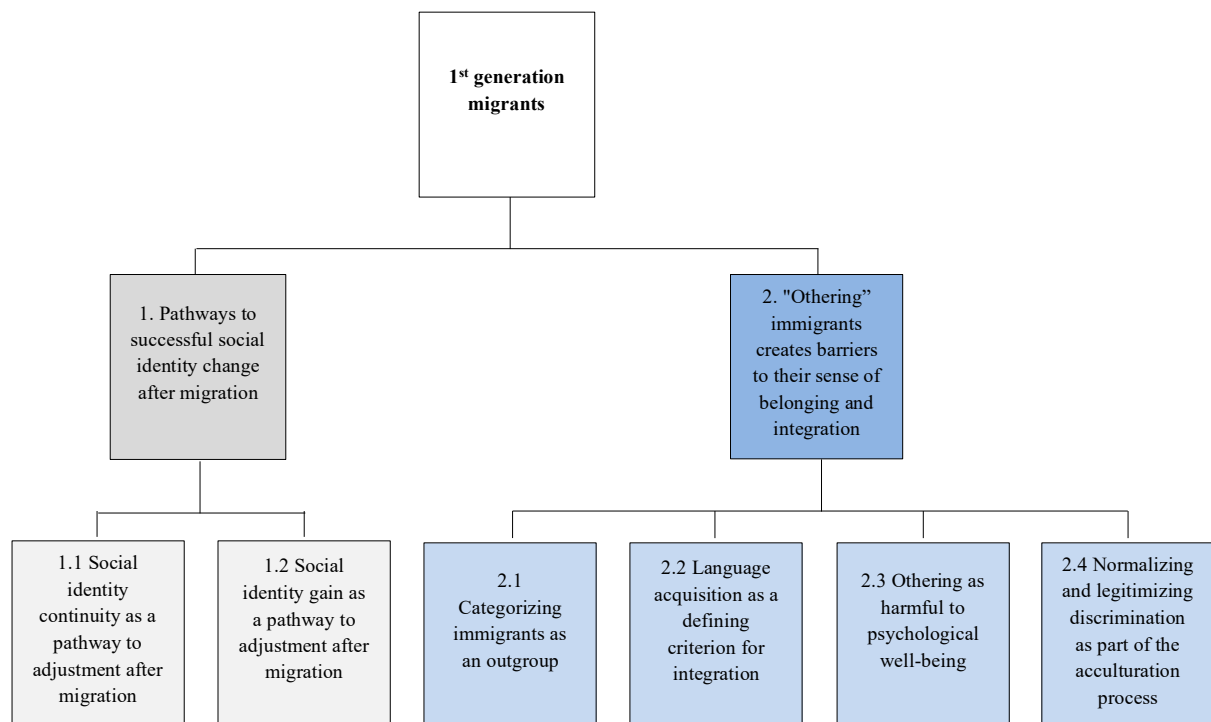 1st generation
migrants
1. Pathways to
successful social
identity change
after migration
2. "Othering”
immigrants
creates barriers
to their sense of
belonging and
integration
1.1 Social
identity
continuity as a
pathway to
adjustment after
migration
1.2 Social
identity gain as
a pathway to
adjustment after
migration
2.1
Categorizing
immigrants as
an outgroup
2.2 Language
acquisition as a
defining
criterion for
integration
2.3 Othering as
harmful to
psychological
well-being
2.4 Normalizing
and legitimizing
discrimination
as part of the
acculturation
process